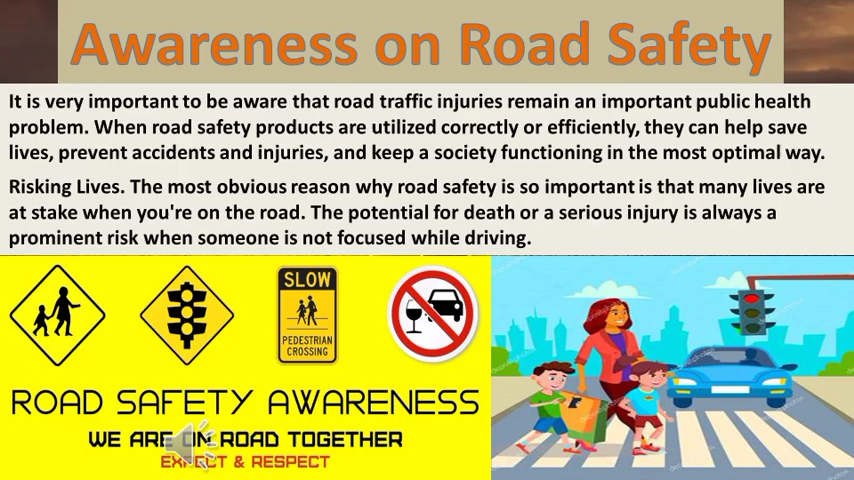 Awareness on Road Safety
It is very important to be aware that road traffic injuries remain an important public health
problem. When road safety products are utilized correctly or efficiently, they can help save
lives, prevent accidents and injuries, and keep a society functioning in the most optimal way.
Risking Lives. The most obvious reason why road safety is so important is that many lives are
at stake when you're on the road. The potential for death or a serious injury is always a
prominent risk when someone is not focused while driving.
SLOW
PEDESTRIAN
CROSSING
ROAD SAFETY AWARENESS
WE ARE ON ROAD TOGETHER
EXPECT & RESPECT